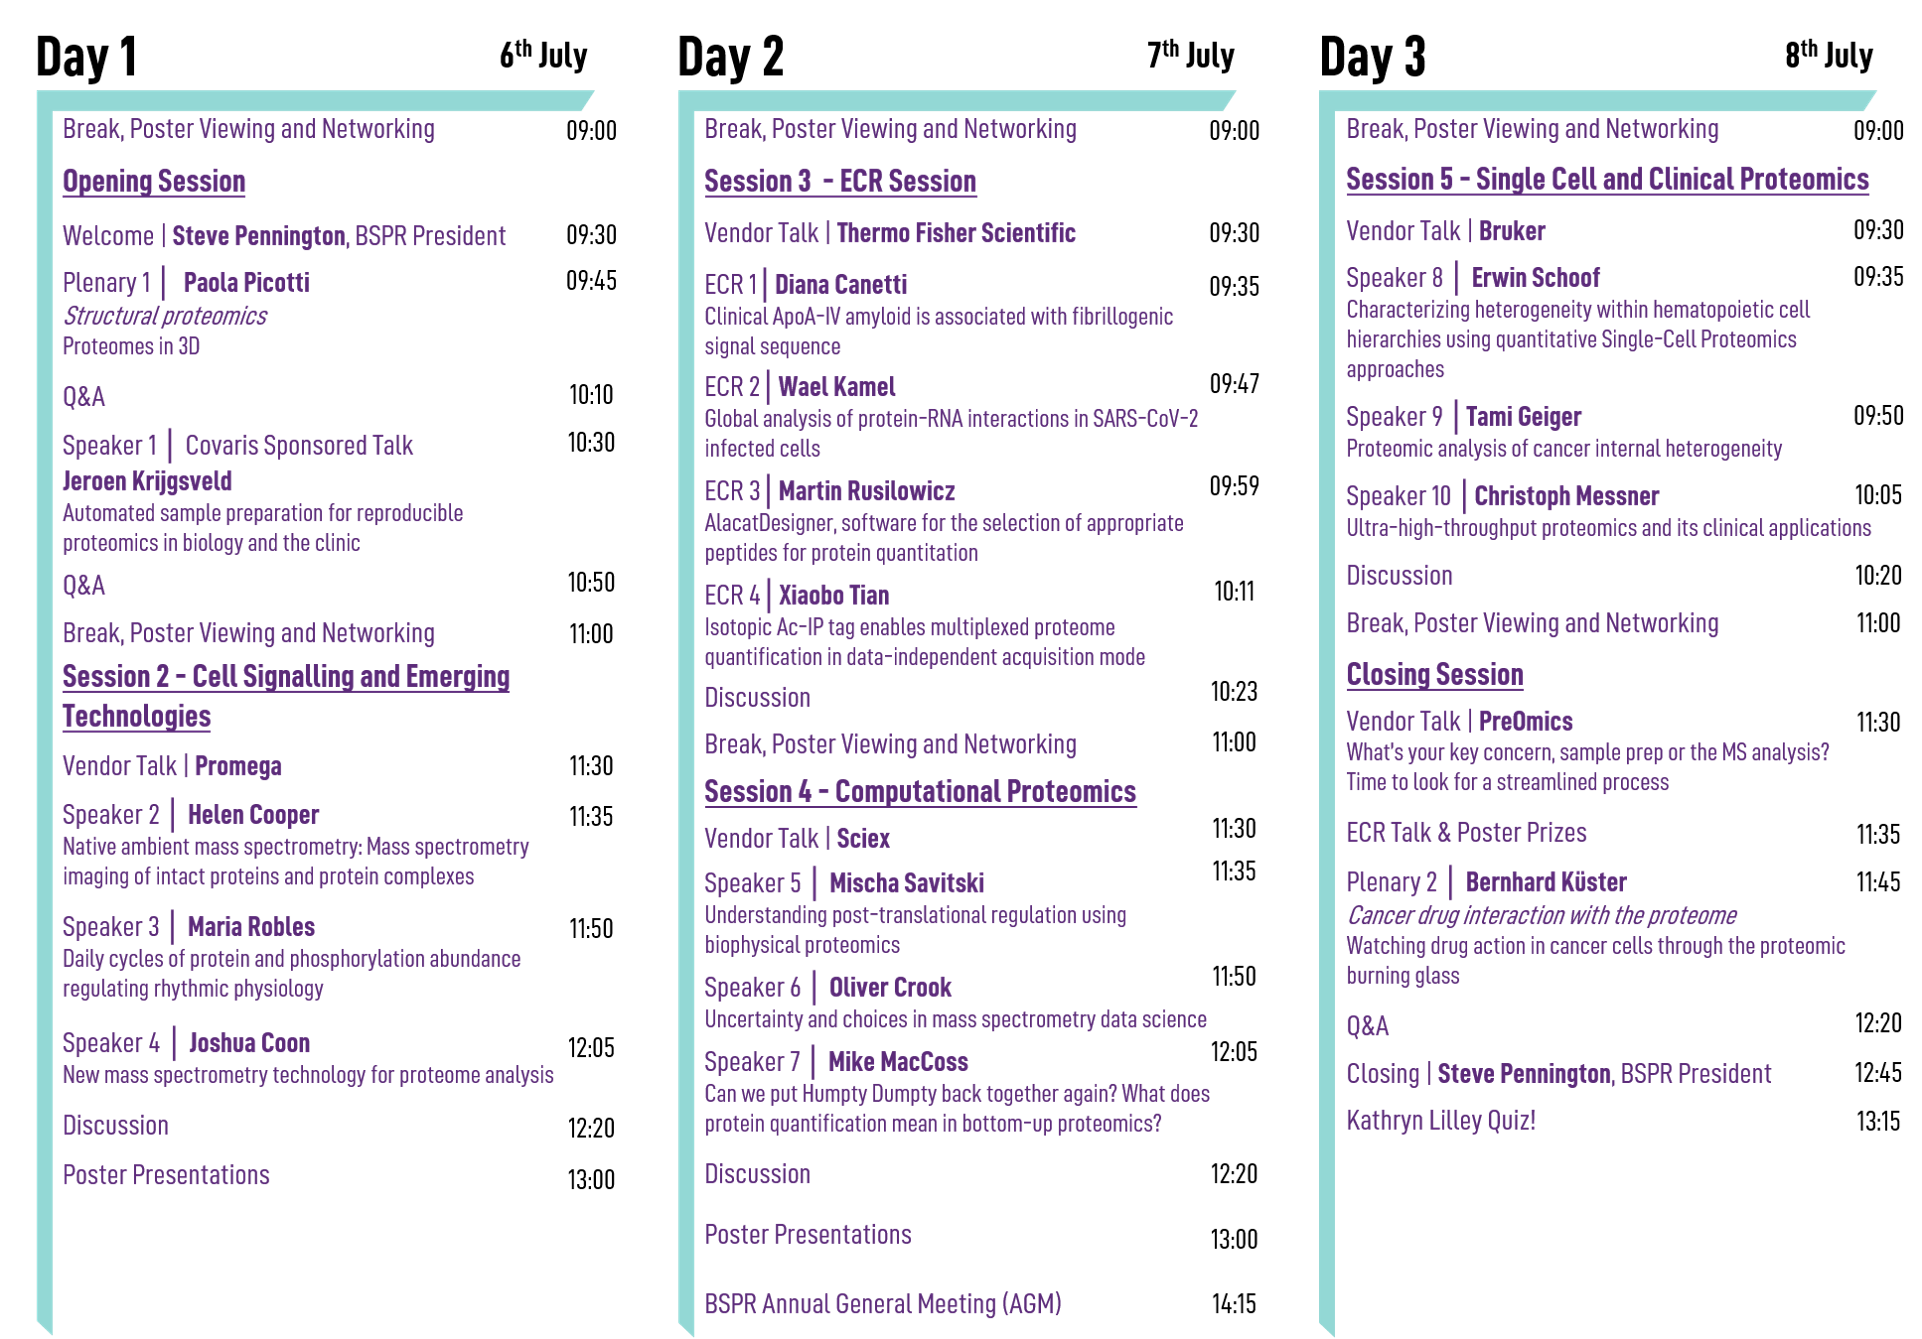 Day 1 6th July
Break, Poster Viewing and Networking 09:00
Opening Session
Welcome | Steve Pennington, BSPR President 09:30
Plenary 1 | Paola Picotti 09:45
Structural proteomics
Proteomes in 3D
Q&A 10:10
Speaker 1 | Covaris Sponsored Talk 10:30
Jeroen Krijgsveld
Automated sample preparation for reproducible
proteomics in biology and the clinic
Q&A 10:50
Break, Poster Viewing and Networking 11:00
Session 2 - Cell Signalling and Emerging
Technologies
Vendor Talk | Promega 11:30
Speaker 2 | Helen Cooper 11:35
Native ambient mass spectrometry: Mass spectrometry
imaging of intact proteins and protein complexes
Speaker 3 | Maria Robles 11:50
Daily cycles of protein and phosphorylation abundance
regulating rhythmic physiology
Speaker 4 | Joshua Coon 12:05
New mass spectrometry technology for proteome analysis
Discussion 12:20
Poster Presentations 13:00
Day 2 7th July
Break, Poster Viewing and Networking 09:00
Session 3 - ECR Session
Vendor Talk | Thermo Fisher Scientific 09:30
ECR 1 | Diana Canetti 09:35
Clinical ApoA-IV amyloid is associated with fibrillogenic
signal sequence
ECR 2 | Wael Kamel 09:47
Global analysis of protein-RNA interactions in SARS-CoV-2
infected cells
ECR 3 | Martin Rusilowicz 09:59
AlacatDesigner, software for the selection of appropriate
peptides for protein quantitation
ECR 4 | Xiaobo Tian 10:11
Isotopic Ac-IP tag enables multiplexed proteome
quantification in data-independent acquisition mode
Discussion 10:23
Break, Poster Viewing and Networking 11:00
Session 4 - Computational Proteomics
Vendor Talk | Sciex 11:30
Speaker 5 | Mischa Savitski 11:35
Understanding post-translational regulation using
biophysical proteomics
Speaker 6 | Oliver Crook 11:50
Uncertainty and choices in mass spectrometry data science
Speaker 7 | Mike MacCoss 12:05
Can we put Humpty Dumpty back together again? What does
protein quantification mean in bottom-up proteomics?
Discussion 12:20
Poster Presentations 13:00
BSPR Annual General Meeting (AGM) 14:15
Day 3 8th July
Break, Poster Viewing and Networking 09:00
Session 5 - Single Cell and Clinical Proteomics
Vendor Talk | Bruker 09:30
Speaker 8 | Erwin Schoof 09:35
Characterizing heterogeneity within hematopoietic cell
hierarchies using quantitative Single-Cell Proteomics
approaches
Speaker 9 | Tami Geiger 09:50
Proteomic analysis of cancer internal heterogeneity
Speaker 10 | Christoph Messner 10:05
Ultra-high-throughput proteomics and its clinical applications
Discussion 10:20
Break, Poster Viewing and Networking 11:00
Closing Session
Vendor Talk | PreOmics 11:30
What's your key concern, sample prep or the MS analysis?
Time to look for a streamlined process
ECR Talk & Poster Prizes 11:35
Plenary 2 | Bernhard Küster 11:45
Cancer drug interaction with the proteome
Watching drug action in cancer cells through the proteomic
burning glass
Q&A 12:20
Closing | Steve Pennington, BSPR President 12:45
Kathryn Lilley Quiz! 13:15